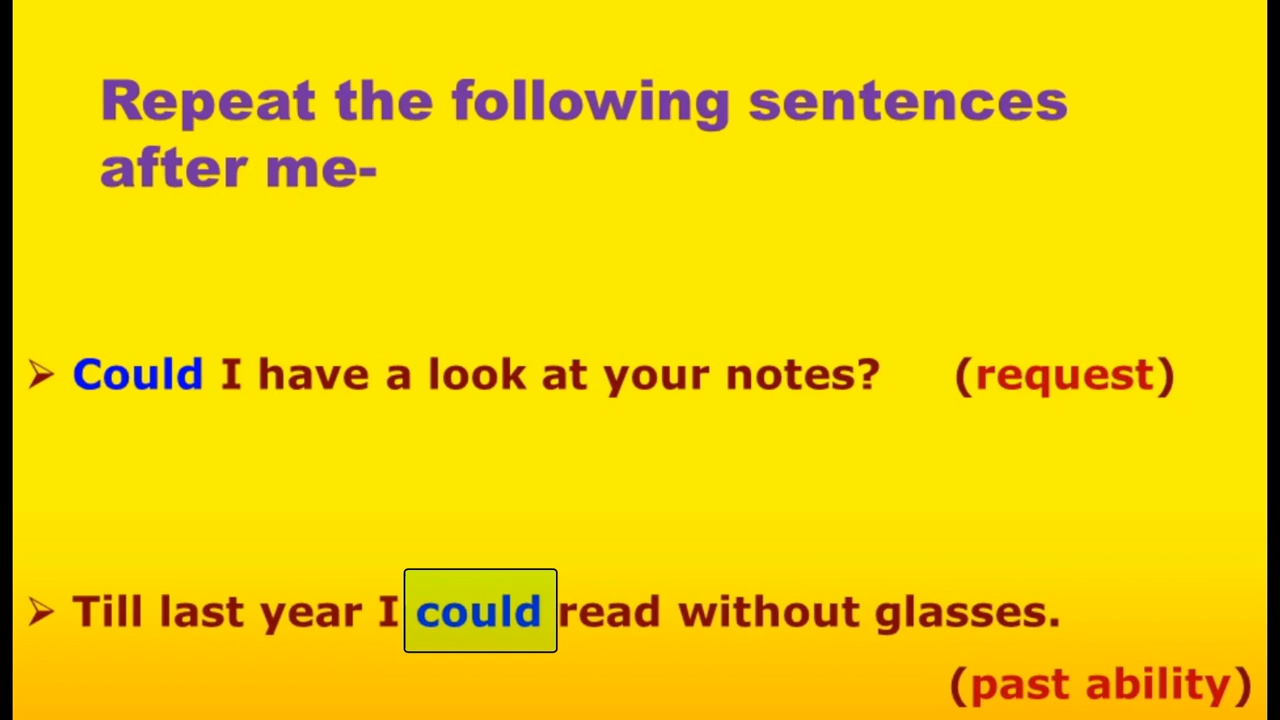 Repeat the following sentences
after me-
➢ Could I have a look at your notes? (request)
➢ Till last year I could read without glasses.
(past ability)